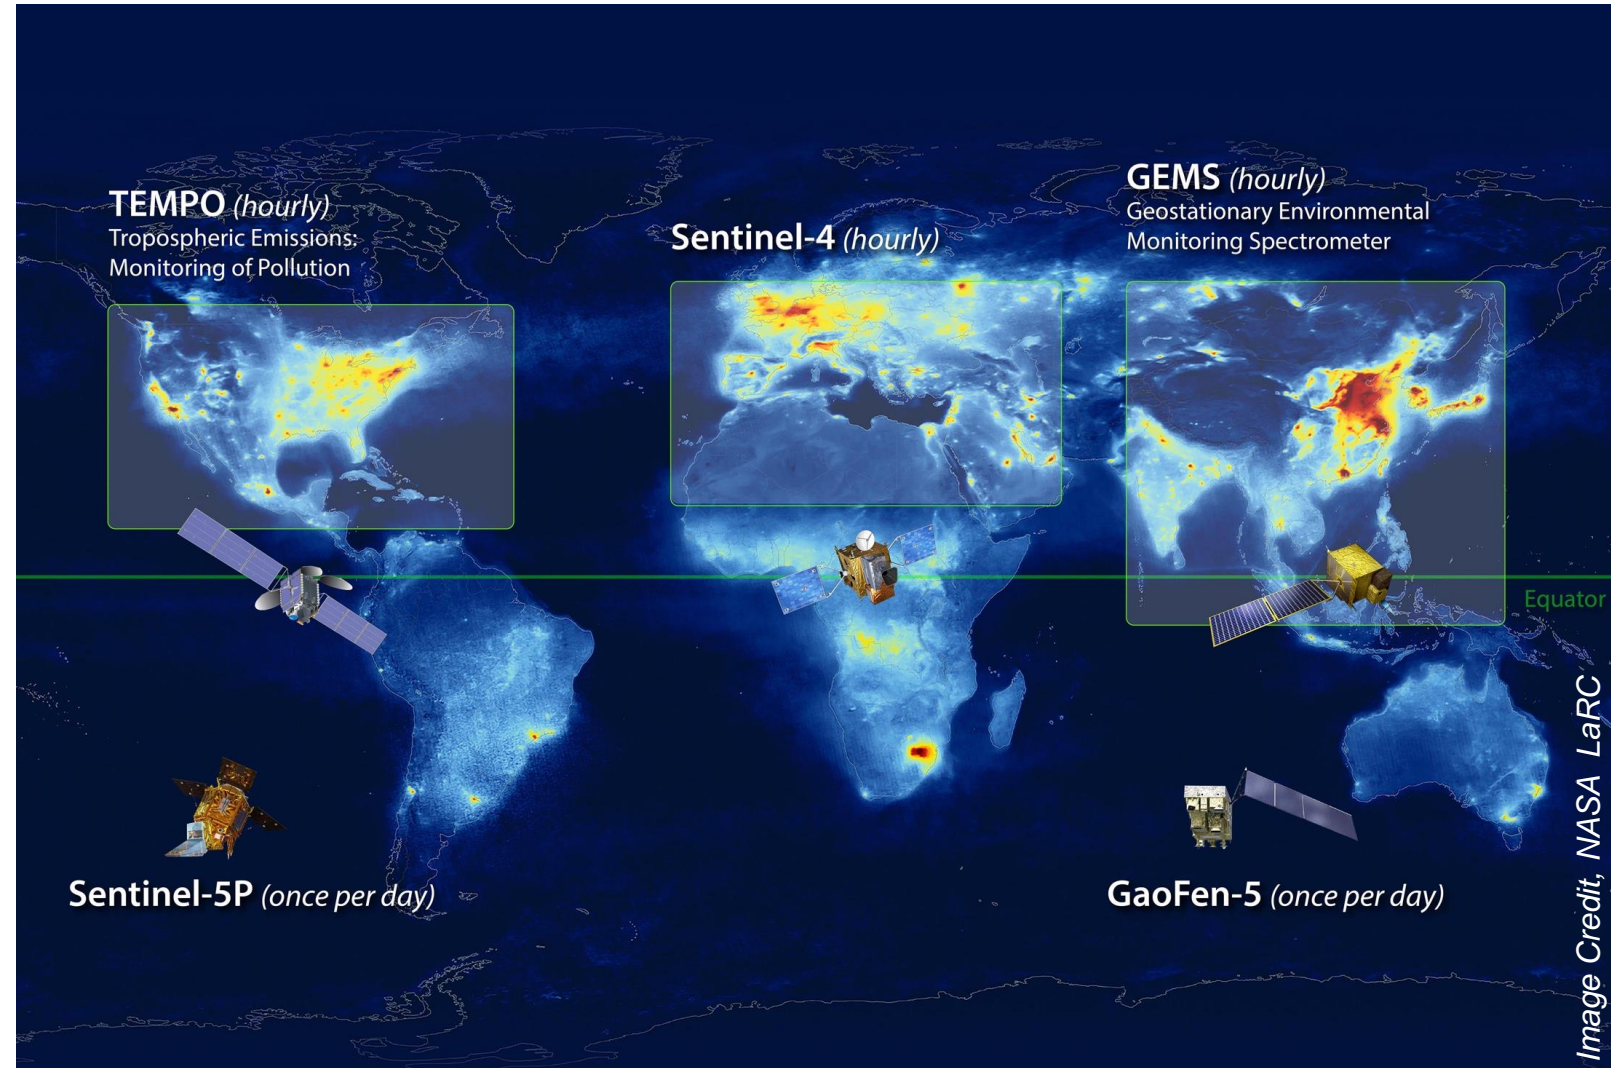 TEMPO (hourly)
Tropospheric Emissions:
Monitoring of Pollution
Sentinel-4 (hourly)
GEMS (hourly)
Geostationary Environmental
Monitoring Spectrometer
Equator
Sentinel-5P (once per day)
GaoFen-5 (once per day)
Image Credit, NASA LaRC